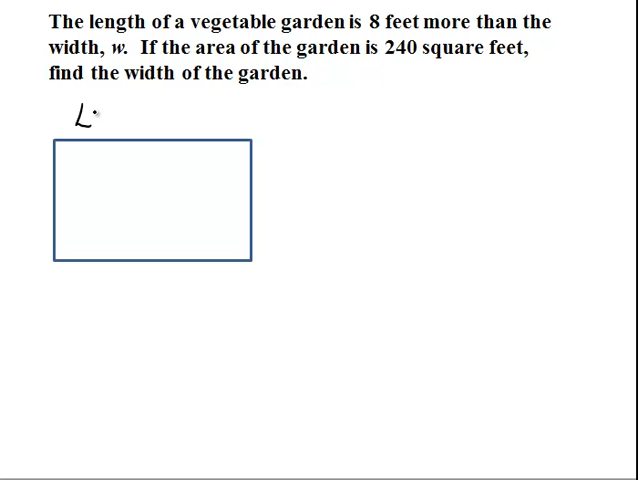 The length of a vegetable garden is 8 feet more than the
width, w. If the area of the garden is 240 square feet,
find the width of the garden.
L